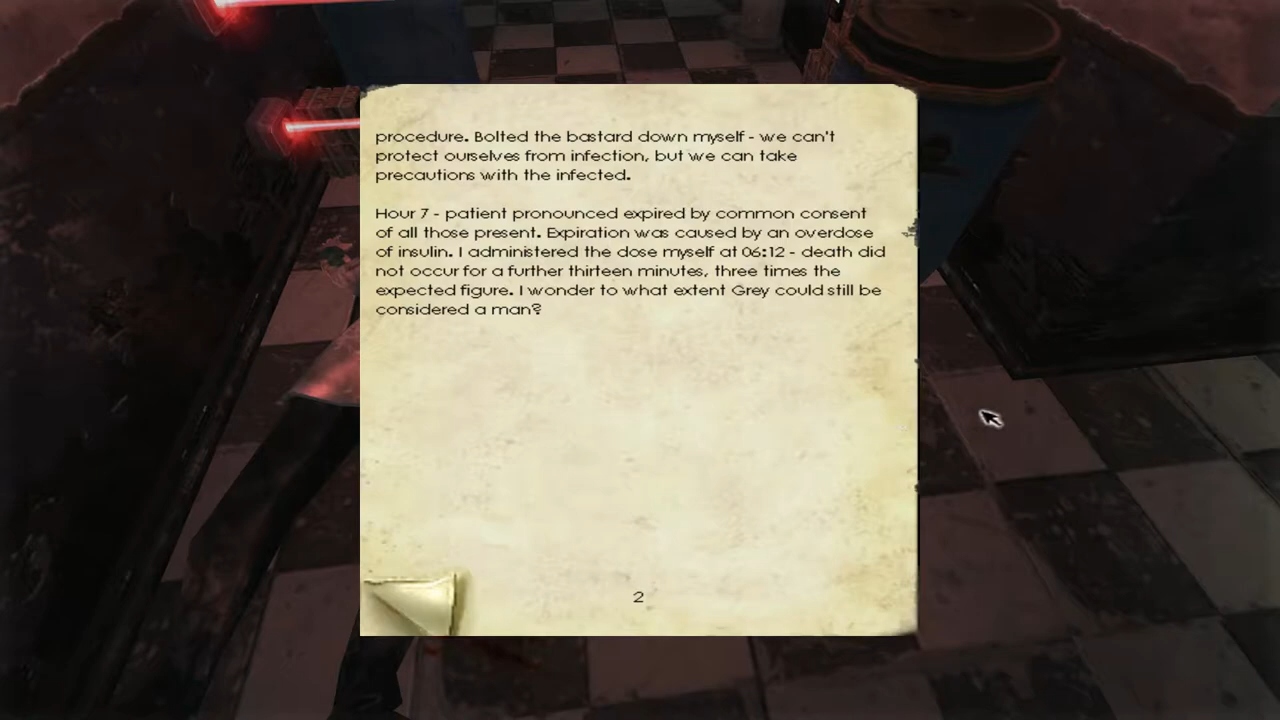 procedure. Bolted the bastard down myself - we can't
protect ourselves from infection, but we can take
precautions with the infected.
Hour 7 - patient pronounced expired by common consent
of all those present. Expiration was caused by an overdose
of insulin. I administered the dose myself at 06:12 - death did
not occur for a further thirteen minutes, three times the
expected figure. I wonder to what extent Grey could still be
considered a man?
2